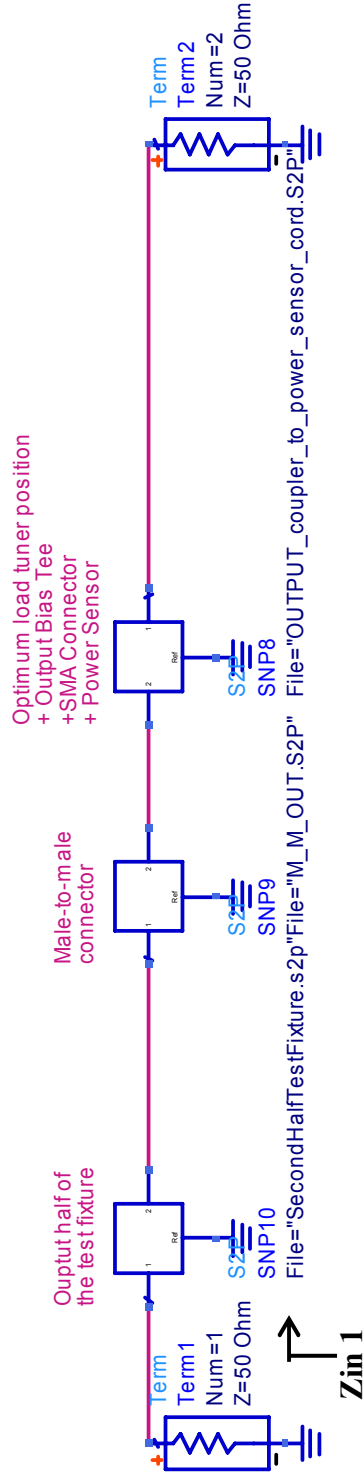 Term
Term1
Num=1
Z=50 Ohm
Zin 1
Ouptut half of
the test fixture
1
2
Ref
S2P
SNP10
File="SecondHalfTestFixture.s2p"
Male-to-male
connector
1
2
Ref
S2P
SNP9
File="M_M_OUT.S2P"
Optimum load tuner position
+ Output Bias Tee
+SMA Connector
+ Power Sensor
2
1
Ref
S2P
SNP8
File="OUTPUT_coupler_to_power_sensor_cord.S2P"
Term
Term2
Num=2
Z=50 Ohm